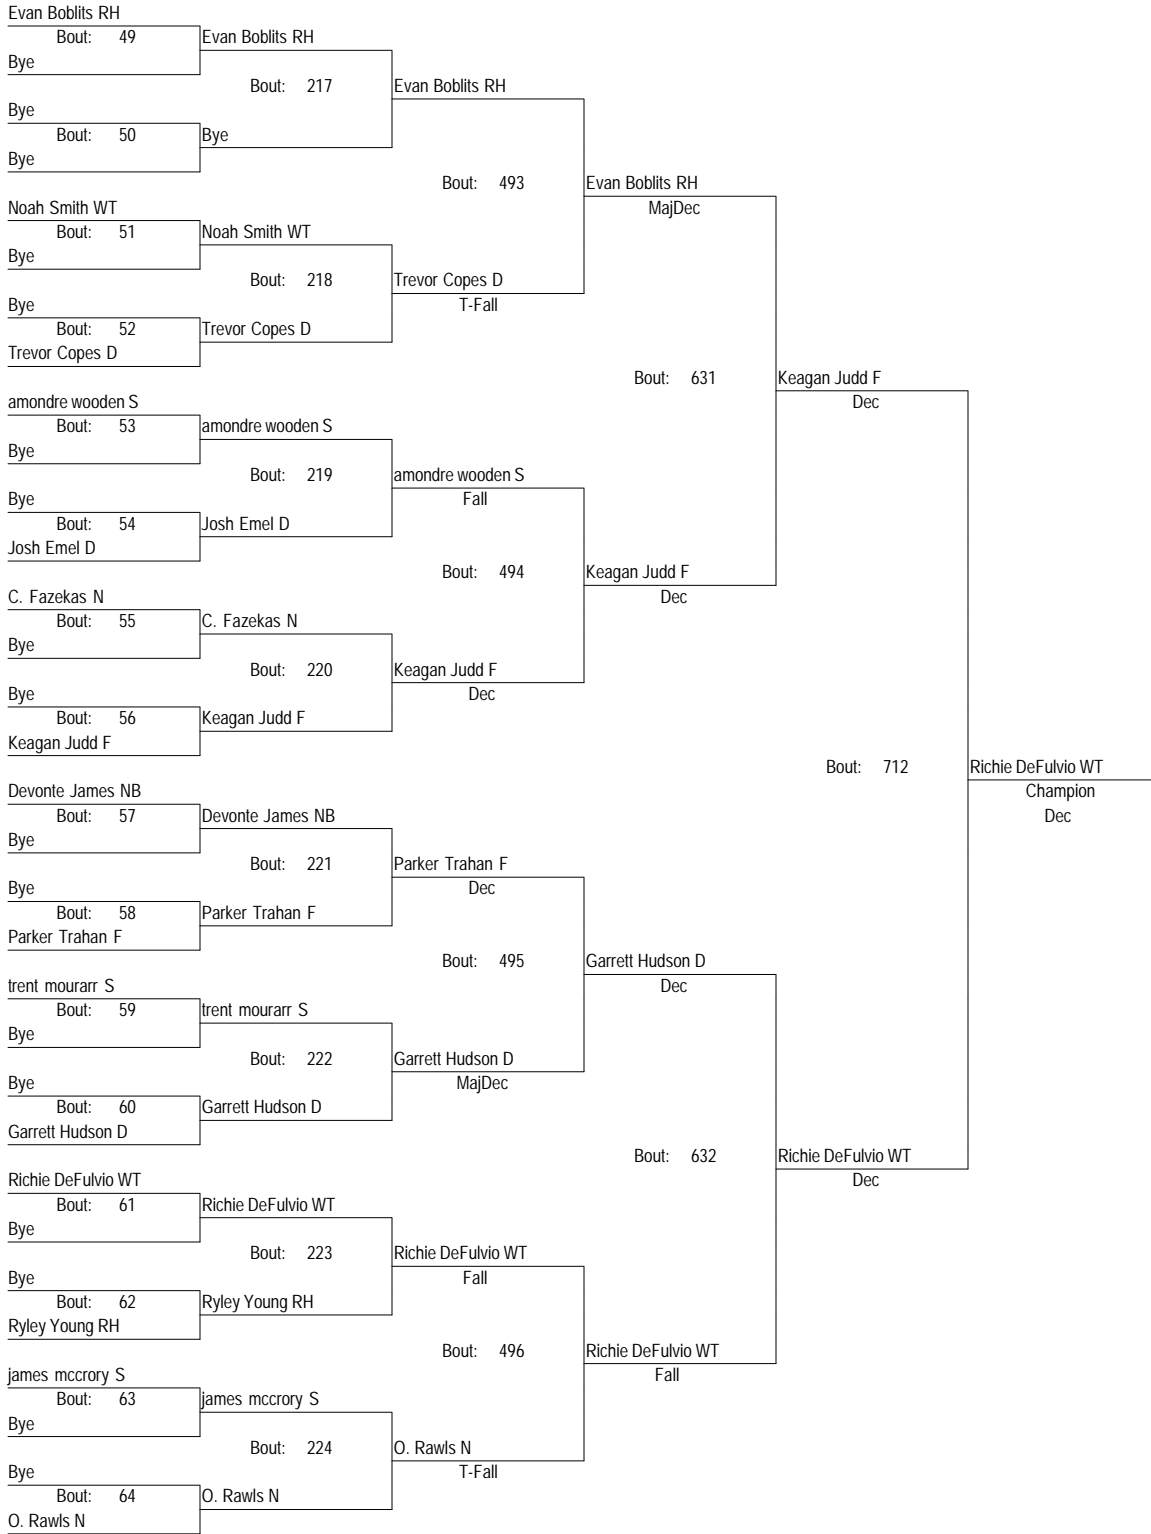 Evan Boblits RH
Bout: 49
Evan Boblits RH
Bye
Bout: 217
Evan Boblits RH
Bye
Bout: 50
Bye
Bye
Bout: 493
Evan Boblits RH
MajDec
Noah Smith WT
Bout: 51
Noah Smith WT
Bye
Bout: 218
Trevor Copes D
T-Fall
Bye
Bout: 52
Trevor Copes D
Trevor Copes D
Bout: 631
Keagan Judd F
Dec
amondre wooden S
Bout: 53
amondre wooden S
Bye
Bout: 219
amondre wooden S
Fall
Bye
Bout: 54
Josh Emel D
Josh Emel D
Bout: 494
Keagan Judd F
Dec
C. Fazekas N
Bout: 55
C. Fazekas N
Bye
Bout: 220
Keagan Judd F
Dec
Bye
Bout: 56
Keagan Judd F
Keagan Judd F
Bout: 712
Richie DeFulvio WT
Champion
Dec
Devonte James NB
Bout: 57
Devonte James NB
Bye
Bout: 221
Parker Trahan F
Dec
Bye
Bout: 58
Parker Trahan F
Parker Trahan F
Bout: 495
Garrett Hudson D
Dec
trent mourarr S
Bout: 59
trent mourarr S
Bye
Bout: 222
Garrett Hudson D
MajDec
Bye
Bout: 60
Garrett Hudson D
Garrett Hudson D
Bout: 632
Richie DeFulvio WT
Dec
Richie DeFulvio WT
Bout: 61
Richie DeFulvio WT
Bye
Bout: 223
Richie DeFulvio WT
Fall
Bye
Bout: 62
Ryley Young RH
Ryley Young RH
Bout: 496
Richie DeFulvio WT
Fall
james mccrory S
Bout: 63
james mccrory S
Bye
Bout: 224
O. Rawls N
T-Fall
Bye
Bout: 64
O. Rawls N
O. Rawls N